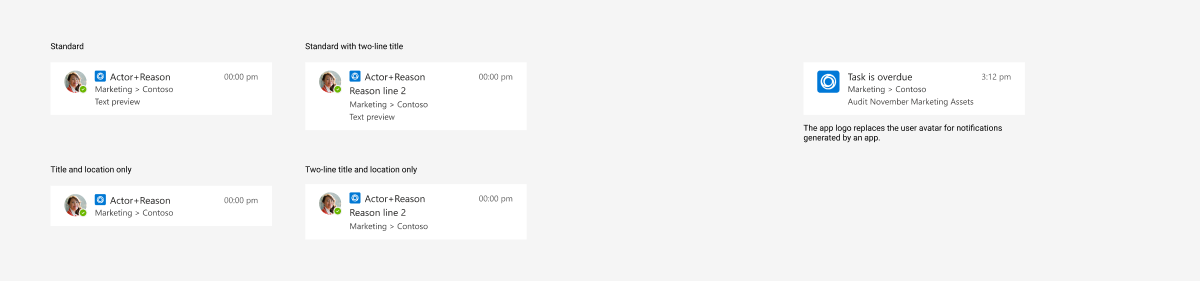 Standard
Actor+Reason 00:00 pm
Marketing > Contoso
Text preview
Standard with two-line title
Actor+Reason 00:00 pm
Reason line 2
Marketing > Contoso
Text preview
Task is overdue 3:12 pm
Marketing > Contoso
Audit November Marketing Assets
The app logo replaces the user avatar for notifications
generated by an app.
Title and location only
Actor+Reason 00:00 pm
Marketing > Contoso
Two-line title and location only
Actor+Reason 00:00 pm
Reason line 2
Marketing > Contoso